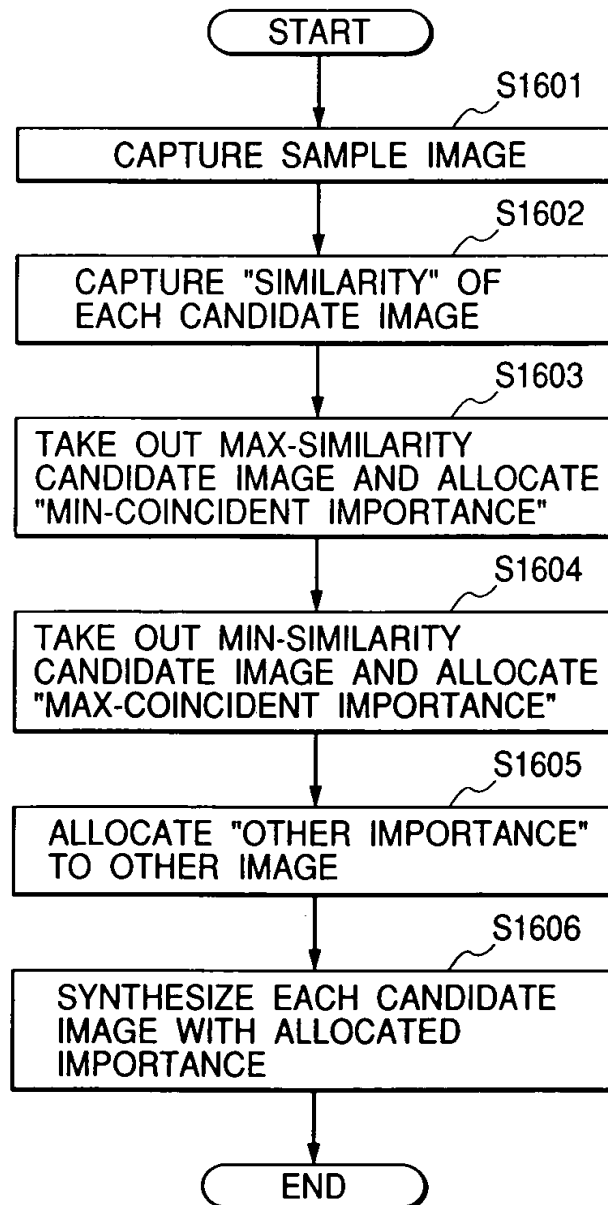 START
S1601
CAPTURE SAMPLE IMAGE
S1602
CAPTURE "SIMILARITY" OF
EACH CANDIDATE IMAGE
S1603
TAKE OUT MAX-SIMILARITY
CANDIDATE IMAGE AND ALLOCATE
"MIN-COINCIDENT IMPORTANCE"
S1604
TAKE OUT MIN-SIMILARITY
CANDIDATE IMAGE AND ALLOCATE
"MAX-COINCIDENT IMPORTANCE"
S1605
ALLOCATE "OTHER IMPORTANCE"
TO OTHER IMAGE
S1606
SYNTHESIZE EACH CANDIDATE
IMAGE WITH ALLOCATED
IMPORTANCE
END